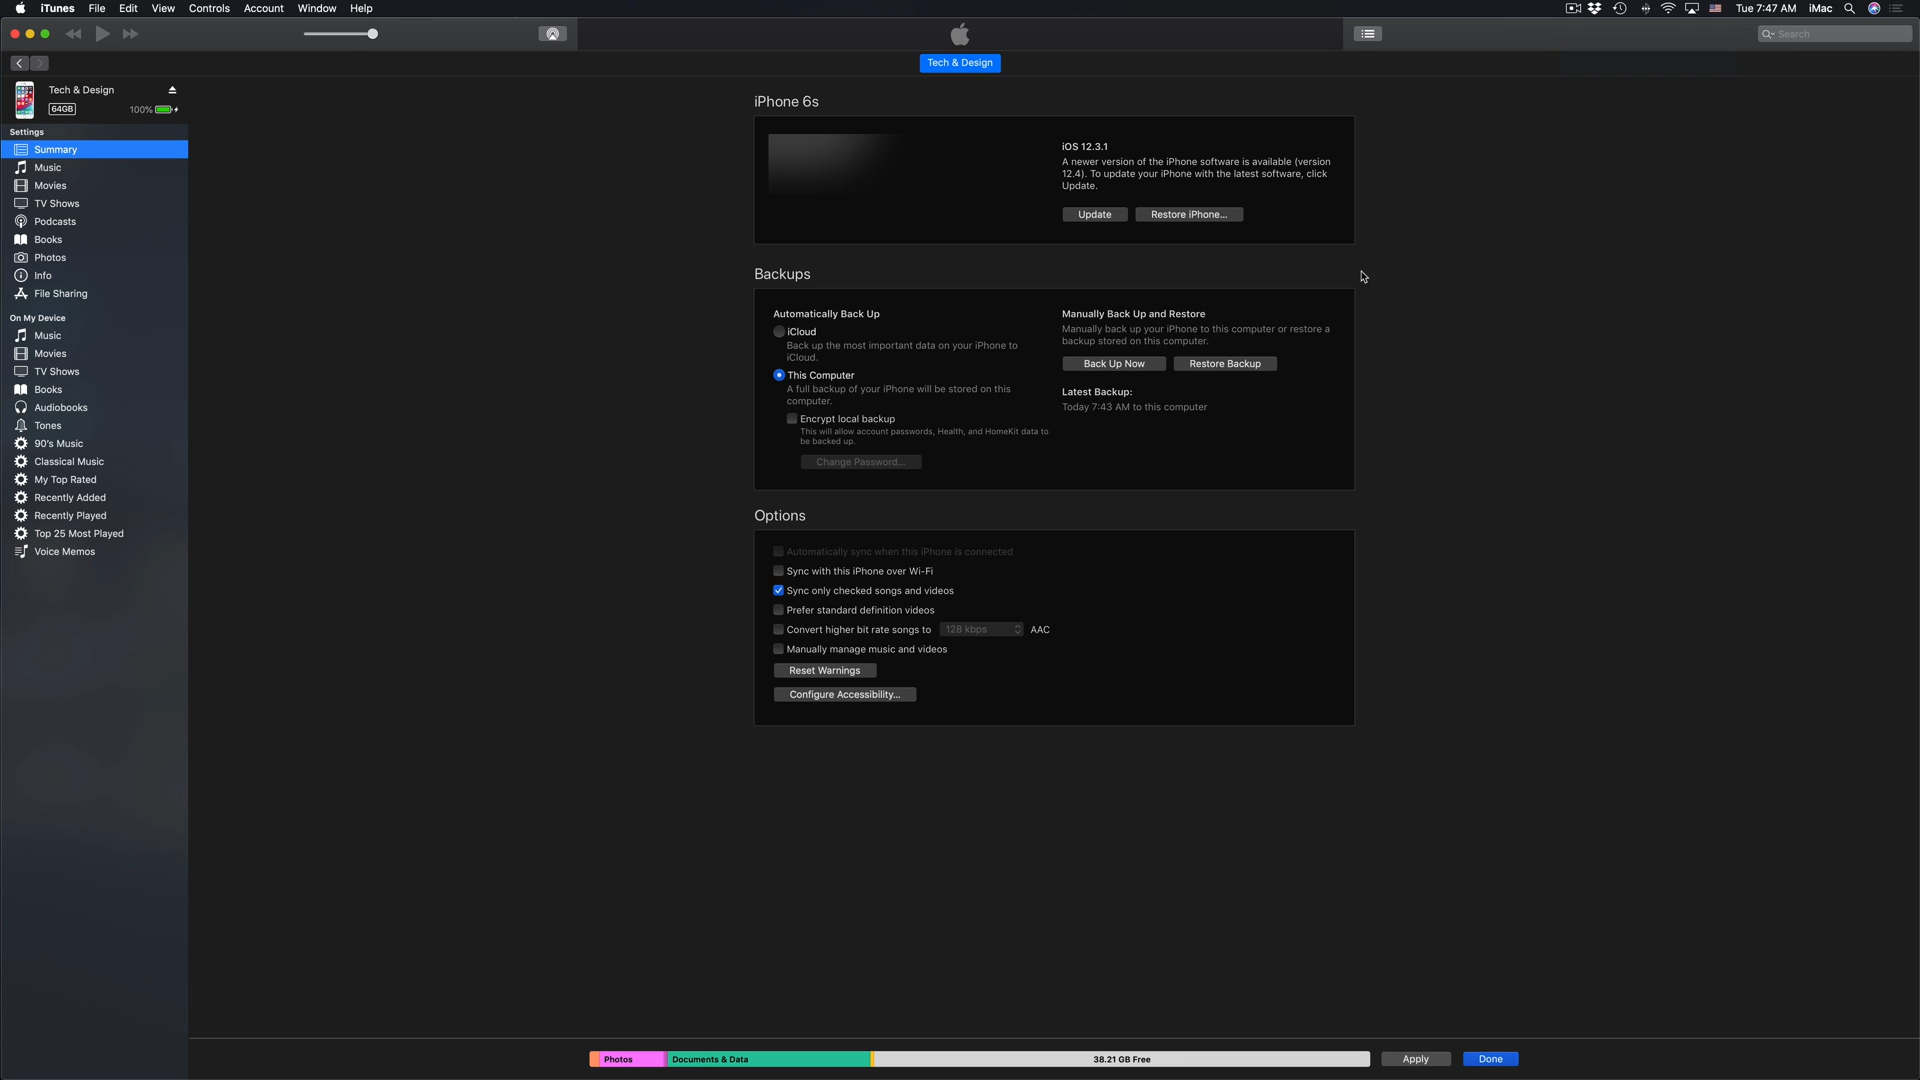 iTunes File Edit View Controls Account Window Help
Tue 7:47 AM iMac
Search
Tech & Design
Tech & Design
64GB 100%
Settings
Summary
Music
Movies
TV Shows
Podcasts
Books
Photos
Info
File Sharing
On My Device
Music
Movies
TV Shows
Books
Audiobooks
Tones
90's Music
Classical Music
My Top Rated
Recently Added
Recently Played
Top 25 Most Played
Voice Memos
iPhone 6s
iOS 12.3.1
A newer version of the iPhone software is available (version
12.4). To update your iPhone with the latest software, click
Update.
Update Restore iPhone...
Backups
Automatically Back Up
iCloud
Back up the most important data on your iPhone to
iCloud.
This Computer
A full backup of your iPhone will be stored on this
computer.
Encrypt local backup
This will allow account passwords, Health, and HomeKit data to
be backed up.
Change Password...
Manually Back Up and Restore
Manually back up your iPhone to this computer or restore a
backup stored on this computer.
Back Up Now Restore Backup
Latest Backup:
Today 7:43 AM to this computer
Options
Automatically sync when this iPhone is connected
Sync with this iPhone over Wi-Fi
Sync only checked songs and videos
Prefer standard definition videos
Convert higher bit rate songs to 128 kbps AAC
Manually manage music and videos
Reset Warnings
Configure Accessibility...
Photos Documents & Data 38.21 GB Free Apply Done